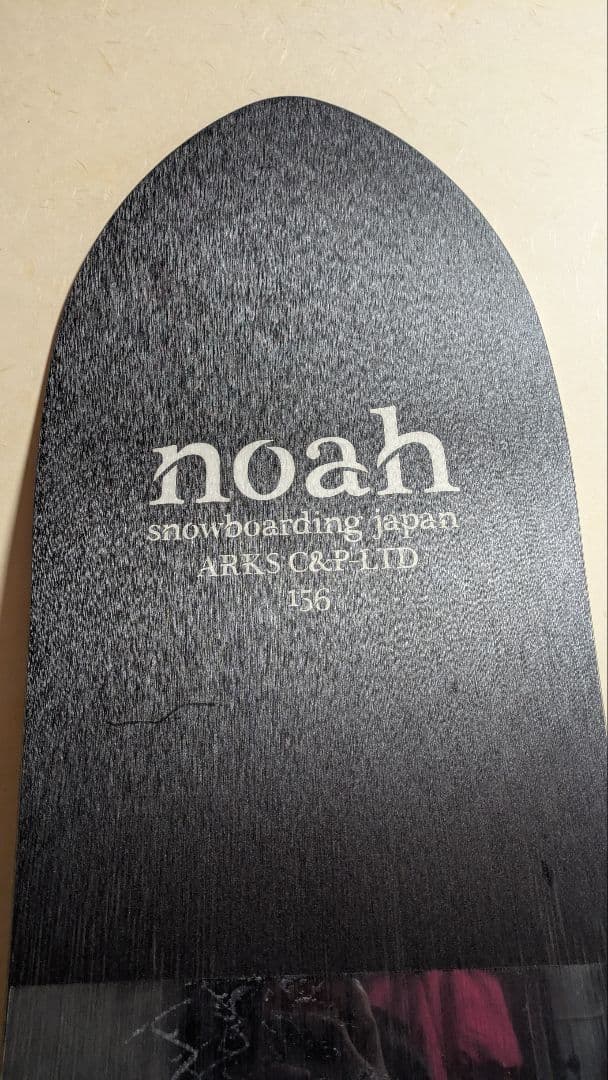 noah
snowboarding japan
ARKS C&P-LTD
156